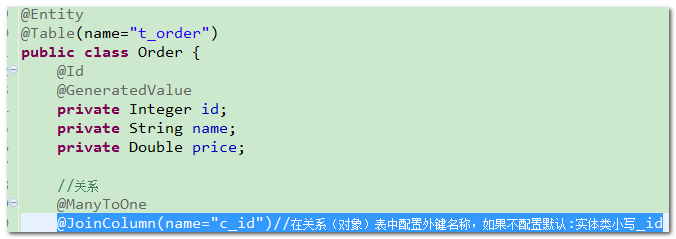 @Entity
@Table(name="t_order")
public class Order {
@Id
@GeneratedValue
private Integer id;
private String name;
private Double price;
//关系
@ManyToOne
@JoinColumn(name="c_id")//在关系（对象）表中配置外键名称，如果不配置默认:实体类小写_id